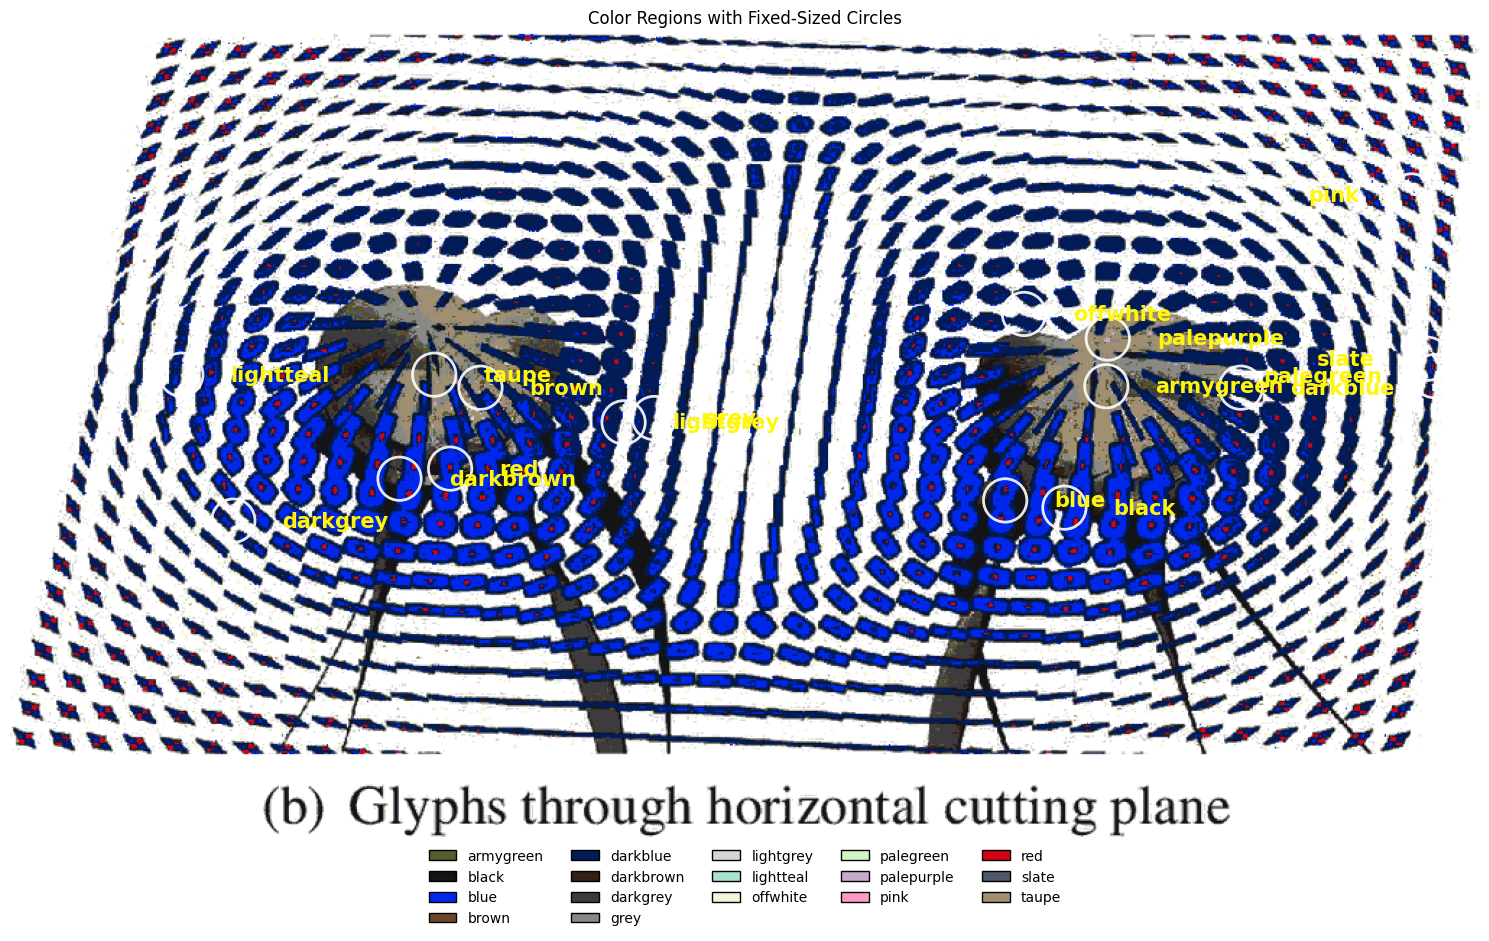 Color Regions with Fixed-Sized Circles
pink
offwhite
palepurple
slate
lightteal
taupe
palegreen
brown
armygreen
darkblue
lightgrey
grey
red
darkbrown
blue
black
darkgrey
(b) Glyphs through horizontal cutting plane
armygreen
black
blue
brown
darkblue
darkbrown
darkgrey
grey
lightgrey
lightteal
offwhite
palegreen
palepurple
pink
red
slate
taupe